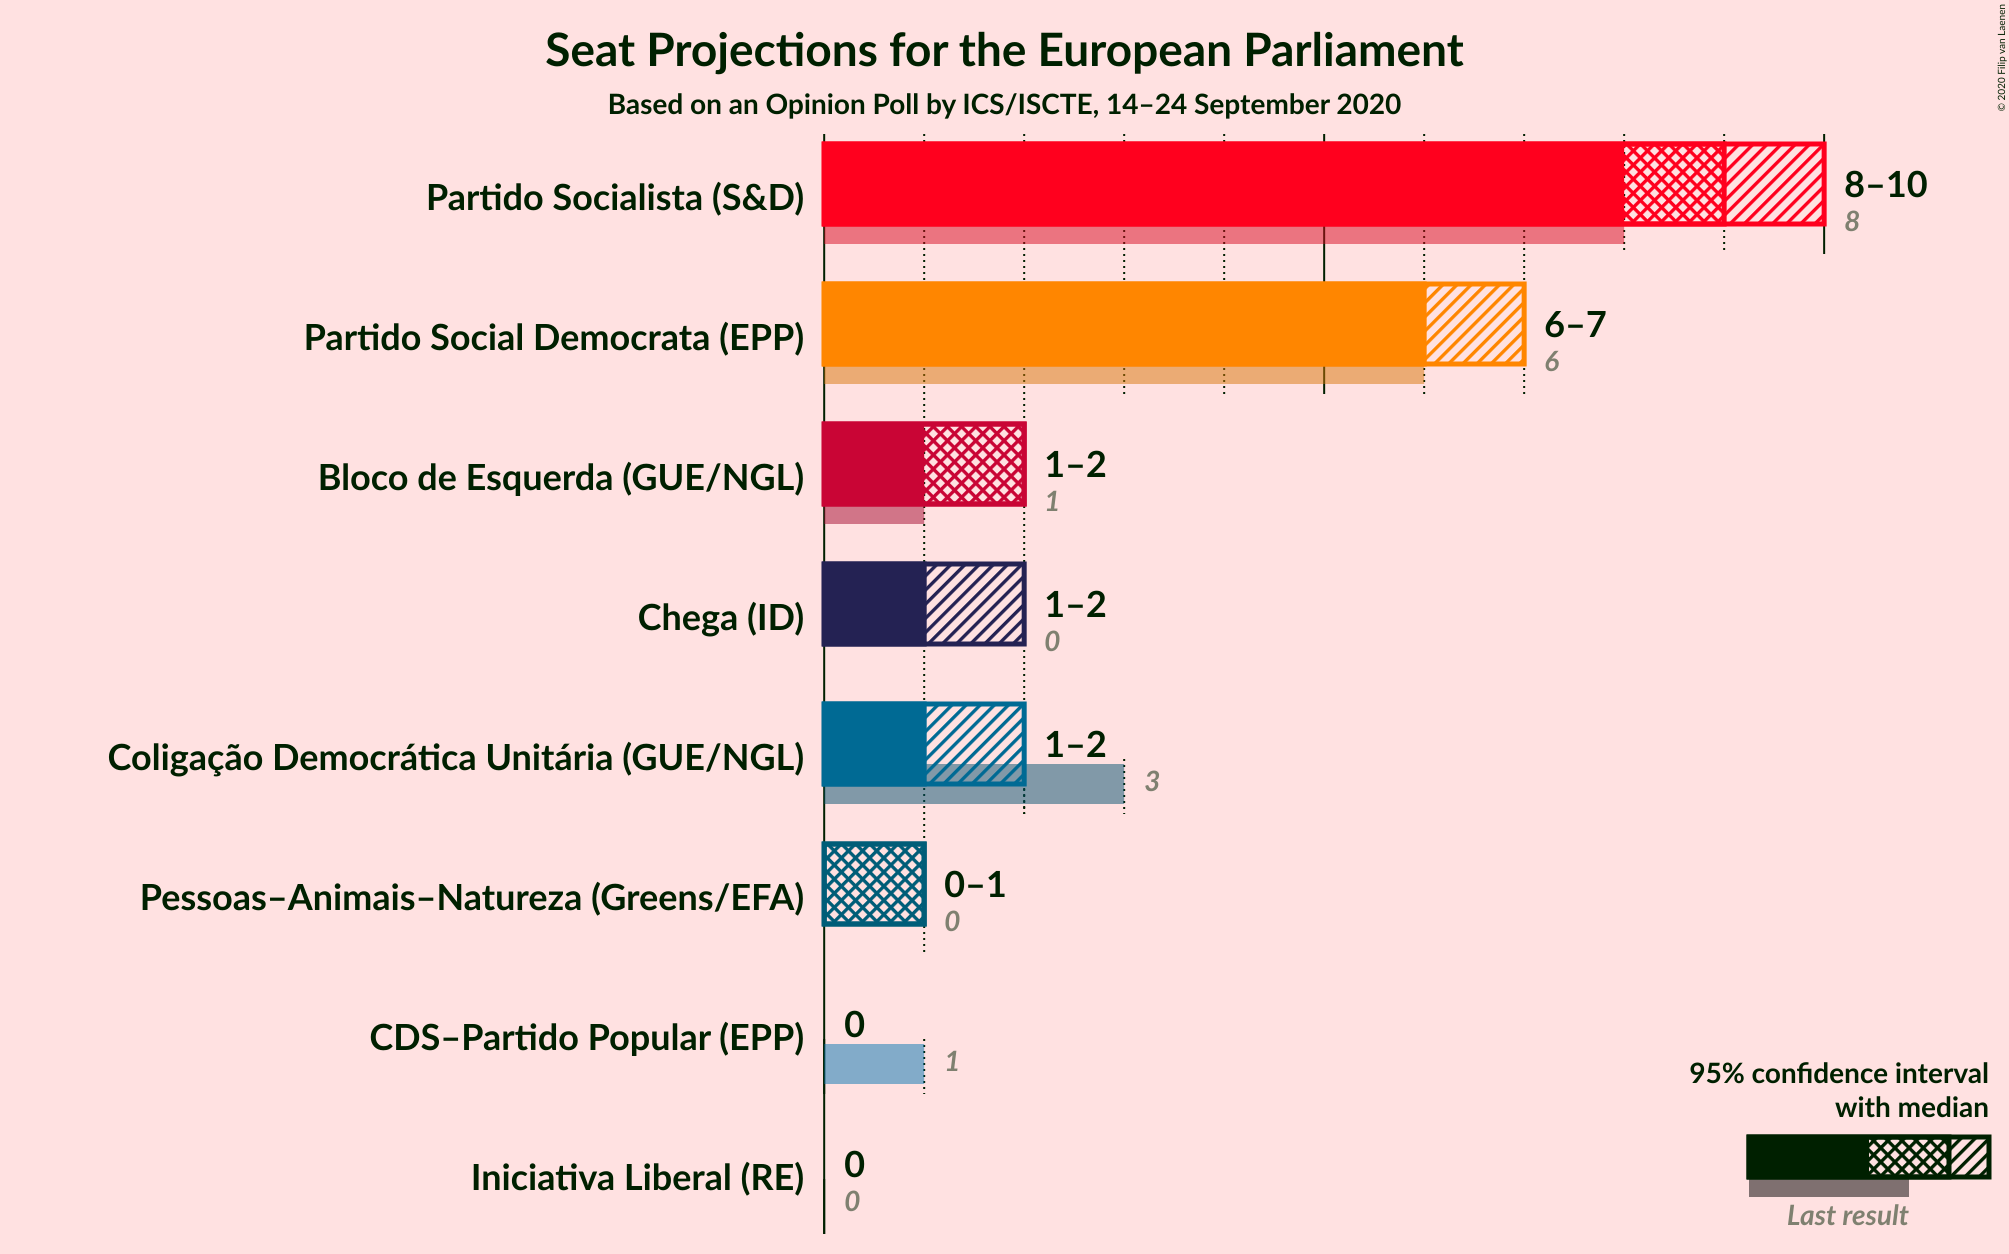 Seat Projections for the European Parliament
Based on an Opinion Poll by ICS/ISCTE, 14–24 September 2020
© 2020 Filip van Laenen
Partido Socialista (S&D)
8–10
8
Partido Social Democrata (EPP)
6–7
6
Bloco de Esquerda (GUE/NGL)
1–2
1
Chega (ID)
1–2
0
Coligação Democrática Unitária (GUE/NGL)
1–2
3
Pessoas–Animais–Natureza (Greens/EFA)
0–1
0
CDS–Partido Popular (EPP)
0
1
Iniciativa Liberal (RE)
0
0
95% confidence interval
with median
Last result